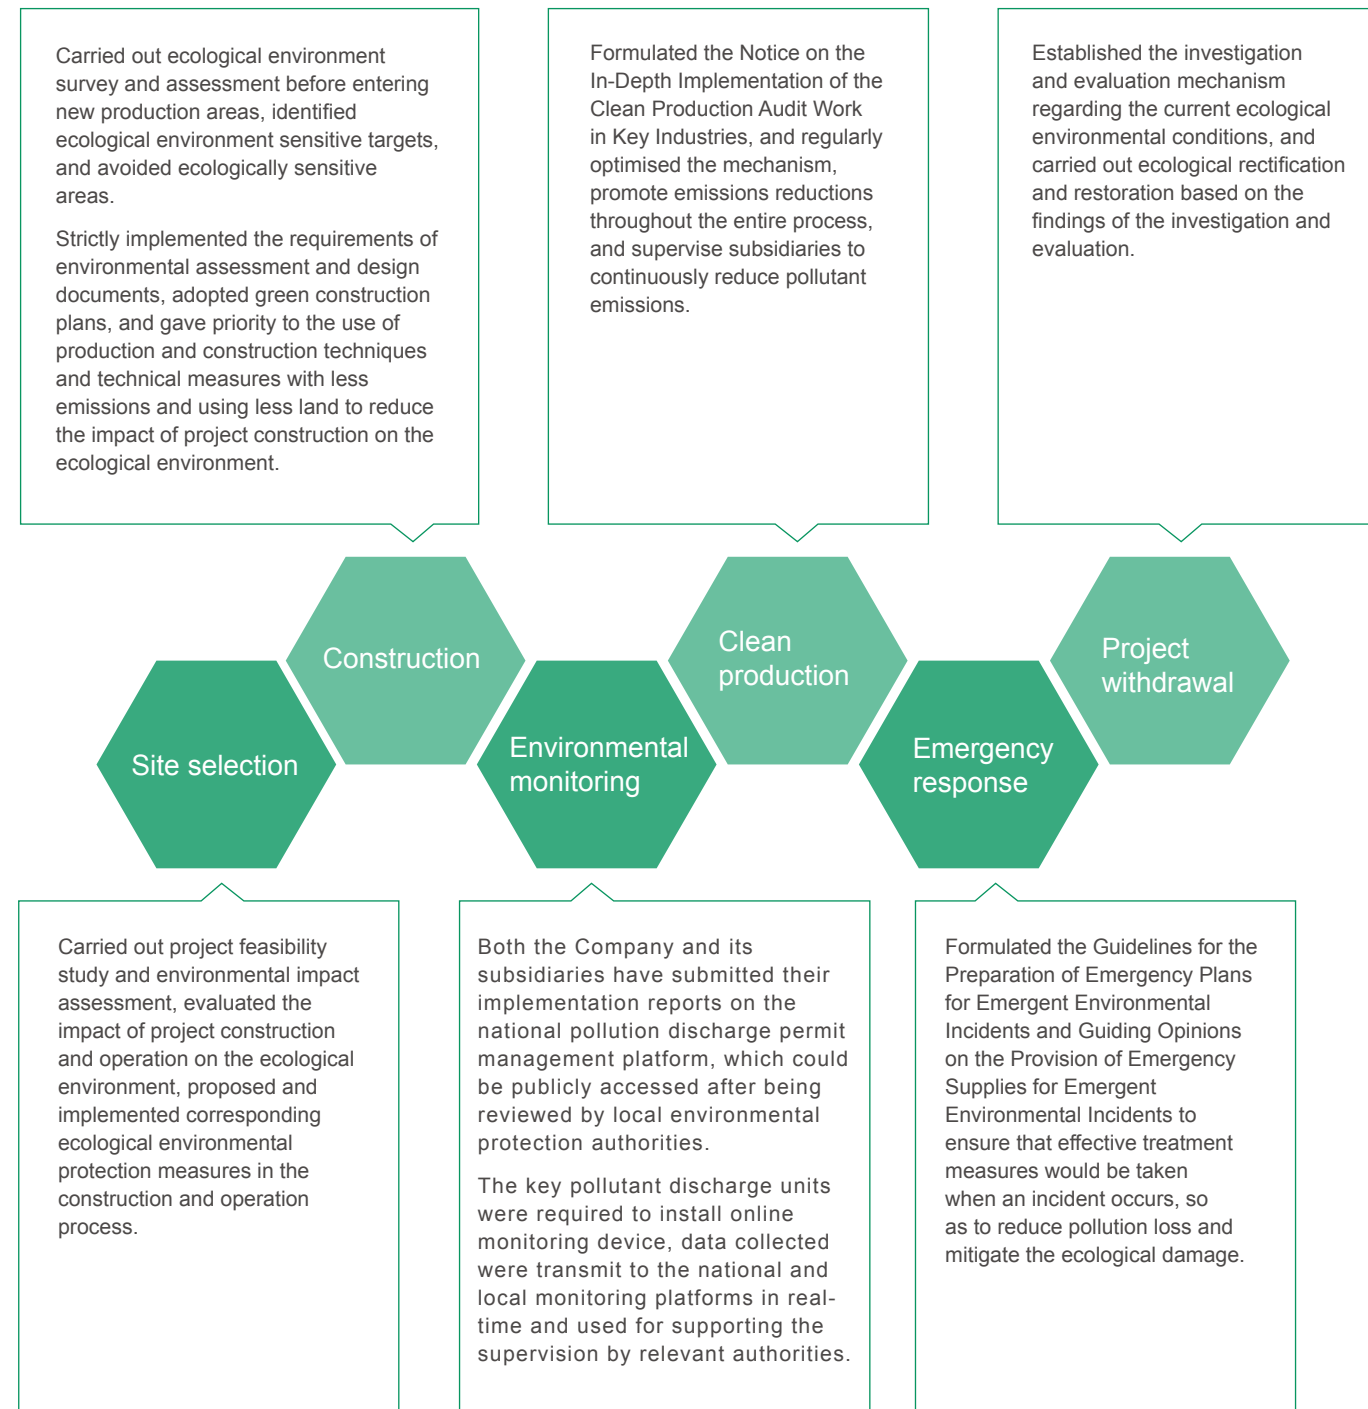 Carried out ecological environment
survey and assessment before entering
new production areas, identified
ecological environment sensitive targets,
and avoided ecologically sensitive
areas.
Strictly implemented the requirements of
environmental assessment and design
documents, adopted green construction
plans, and gave priority to the use of
production and construction techniques
and technical measures with less
emissions and using less land to reduce
the impact of project construction on the
ecological environment.
Formulated the Notice on the
In-Depth Implementation of the
Clean Production Audit Work
in Key Industries, and regularly
optimised the mechanism,
promote emissions reductions
throughout the entire process,
and supervise subsidiaries to
continuously reduce pollutant
emissions.
Established the investigation
and evaluation mechanism
regarding the current ecological
environmental conditions, and
carried out ecological rectification
and restoration based on the
findings of the investigation and
evaluation.
Site selection
Construction
Environmental
monitoring
Clean
production
Emergency
response
Project
withdrawal
Carried out project feasibility
study and environmental impact
assessment, evaluated the
impact of project construction
and operation on the ecological
environment, proposed and
implemented corresponding
ecological environmental
protection measures in the
construction and operation
process.
Both the Company and its
subsidiaries have submitted their
implementation reports on the
national pollution discharge permit
management platform, which could
be publicly accessed after being
reviewed by local environmental
protection authorities.
The key pollutant discharge units
were required to install online
monitoring device, data collected
were transmit to the national and
local monitoring platforms in real-
time and used for supporting the
supervision by relevant authorities.
Formulated the Guidelines for the
Preparation of Emergency Plans
for Emergent Environmental
Incidents and Guiding Opinions
on the Provision of Emergency
Supplies for Emergent
Environmental Incidents to
ensure that effective treatment
measures would be taken
when an incident occurs, so
as to reduce pollution loss and
mitigate the ecological damage.